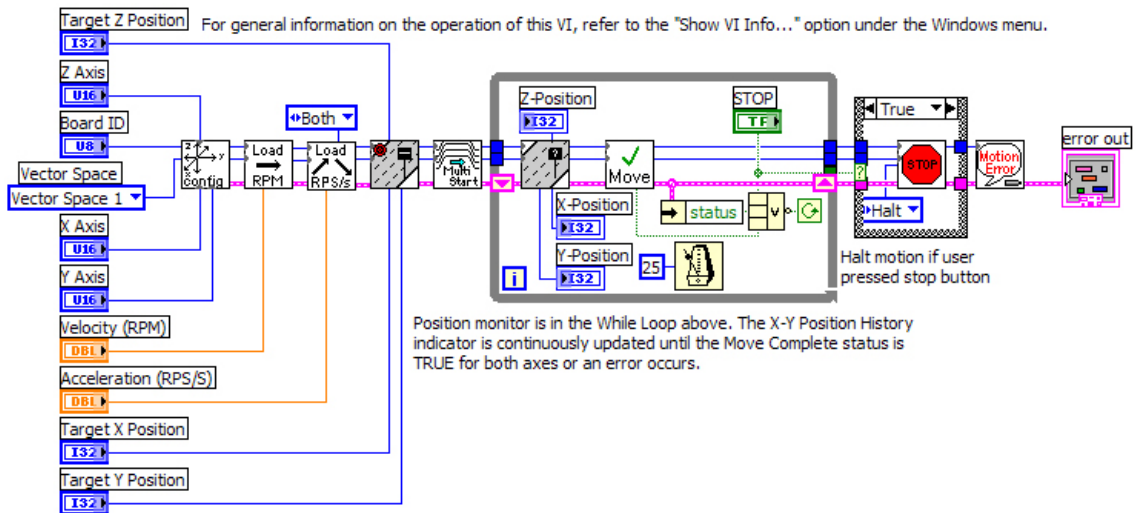 Target Z Position
For general information on the operation of this VI, refer to the "Show VI Info..." option under the Windows menu.
I32
Z Axis
U16
Board ID
U8
Vector Space
Vector Space 1
X Axis
U16
Y Axis
U16
Velocity (RPM)
DBL
Acceleration (RPS/S)
DBL
Target X Position
I32
Target Y Position
I32
z
y
x
config
Load
RPM
Both
Load
RPS/s
Multi
Start
Z-Position
I32
?
Move
X-Position
I32
Y-Position
I32
i
25
STOP
TF
status
v
?
True
STOP
Halt
Motion
Error
error out
Halt motion if user
pressed stop button
Position monitor is in the While Loop above. The X-Y Position History
indicator is continuously updated until the Move Complete status is
TRUE for both axes or an error occurs.